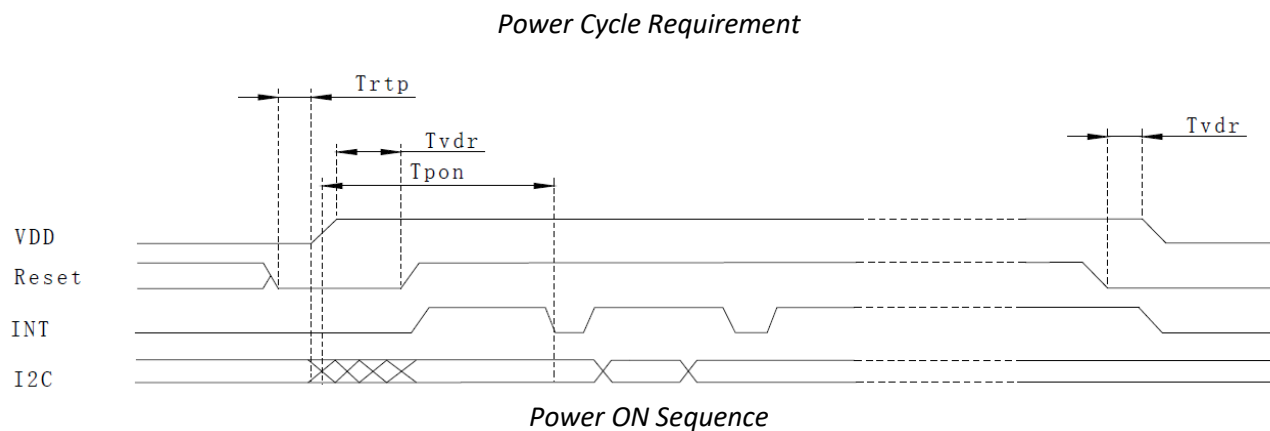 Power Cycle Requirement
Trtp
Tvdr
Tvdr
Tpon
VDD
Reset
INT
I2C
Power ON Sequence